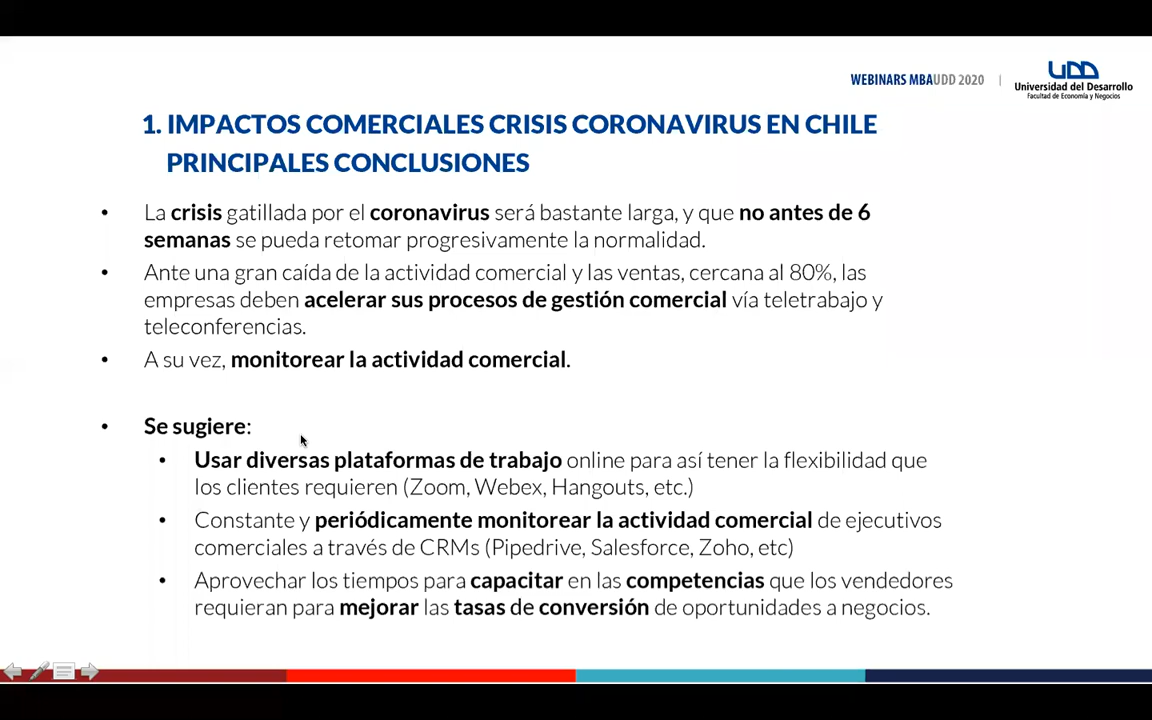 WEBINARS MBAUDD 2020 |
UDD
Universidad del Desarrollo
Facultad de Economía y Negocios
1. IMPACTOS COMERCIALES CRISIS CORONAVIRUS EN CHILE
PRINCIPALES CONCLUSIONES
• La crisis gatillada por el coronavirus será bastante larga, y que no antes de 6
semanas se pueda retomar progresivamente la normalidad.
• Ante una gran caída de la actividad comercial y las ventas, cercana al 80%, las
empresas deben acelerar sus procesos de gestión comercial vía teletrabajo y
teleconferencias.
• A su vez, monitorear la actividad comercial.
• Se sugiere:
• Usar diversas plataformas de trabajo online para así tener la flexibilidad que
los clientes requieren (Zoom, Webex, Hangouts, etc.)
• Constante y periódicamente monitorear la actividad comercial de ejecutivos
comerciales a través de CRMs (Pipedrive, Salesforce, Zoho, etc)
• Aprovechar los tiempos para capacitar en las competencias que los vendedores
requieran para mejorar las tasas de conversión de oportunidades a negocios.